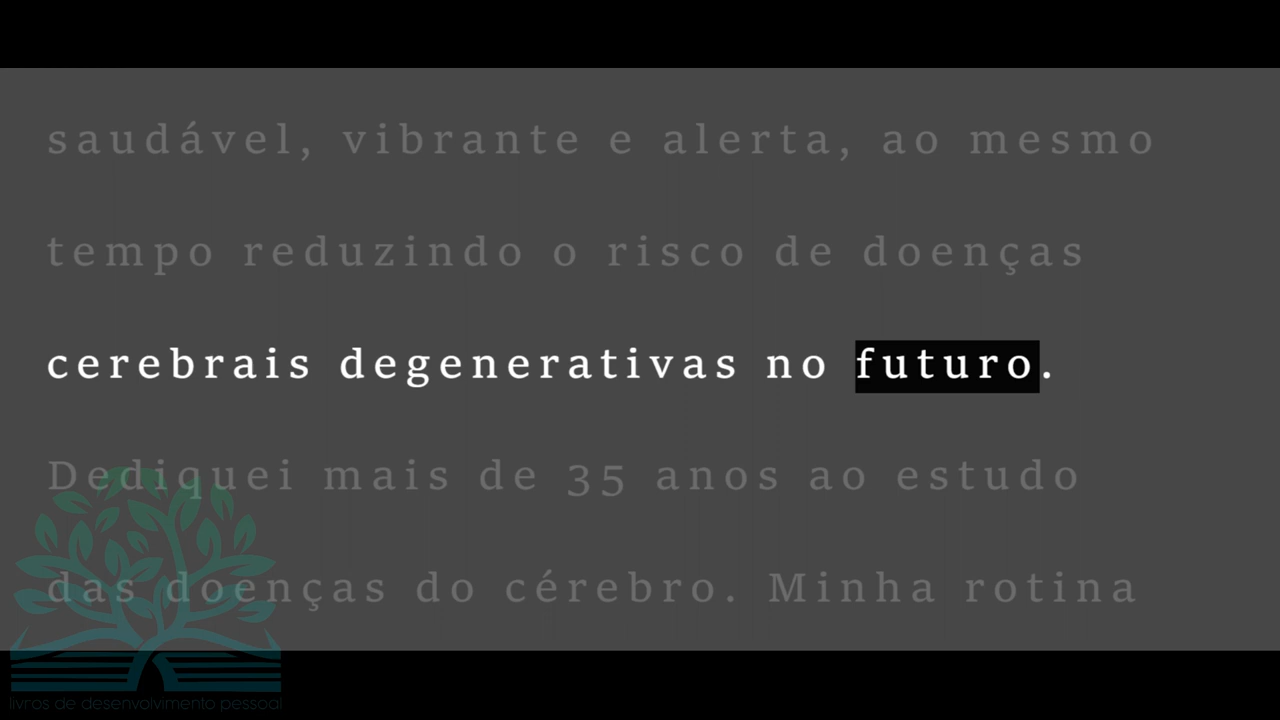 saudável, vibrante e alerta, ao mesmo
tempo reduzindo o risco de doenças
cerebrais degenerativas no futuro.
Dediquei mais de 35 anos ao estudo
das doenças do cérebro. Minha rotina
livros de desenvolvimento pessoal